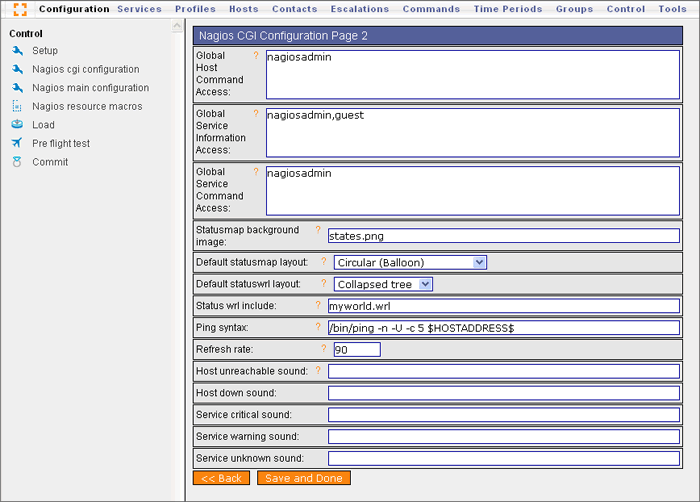 Configuration Services Profiles Hosts Contacts Escalations Commands Time Periods Groups Control Tools
Control
Setup
Nagios cgi configuration
Nagios main configuration
Nagios resource macros
Load
Pre flight test
Commit
Nagios CGI Configuration Page 2
Global
Host
Command
Access:
?
nagiosadmin
Global
Service
Information
Access:
?
nagiosadmin,guest
Global
Service
Command
Access:
?
nagiosadmin
Statusmap background
image:
?
states.png
Default statusmap layout: ? Circular (Balloon)
Default statuswrl layout: ? Collapsed tree
Status wrl include: ? myworld.wrl
Ping syntax: ? /bin/ping -n -U -c 5 $HOSTADDRESS$
Refresh rate: ? 90
Host unreachable sound: ?
Host down sound:
Service critical sound:
Service warning sound:
Service unknown sound:
<< Back Save and Done